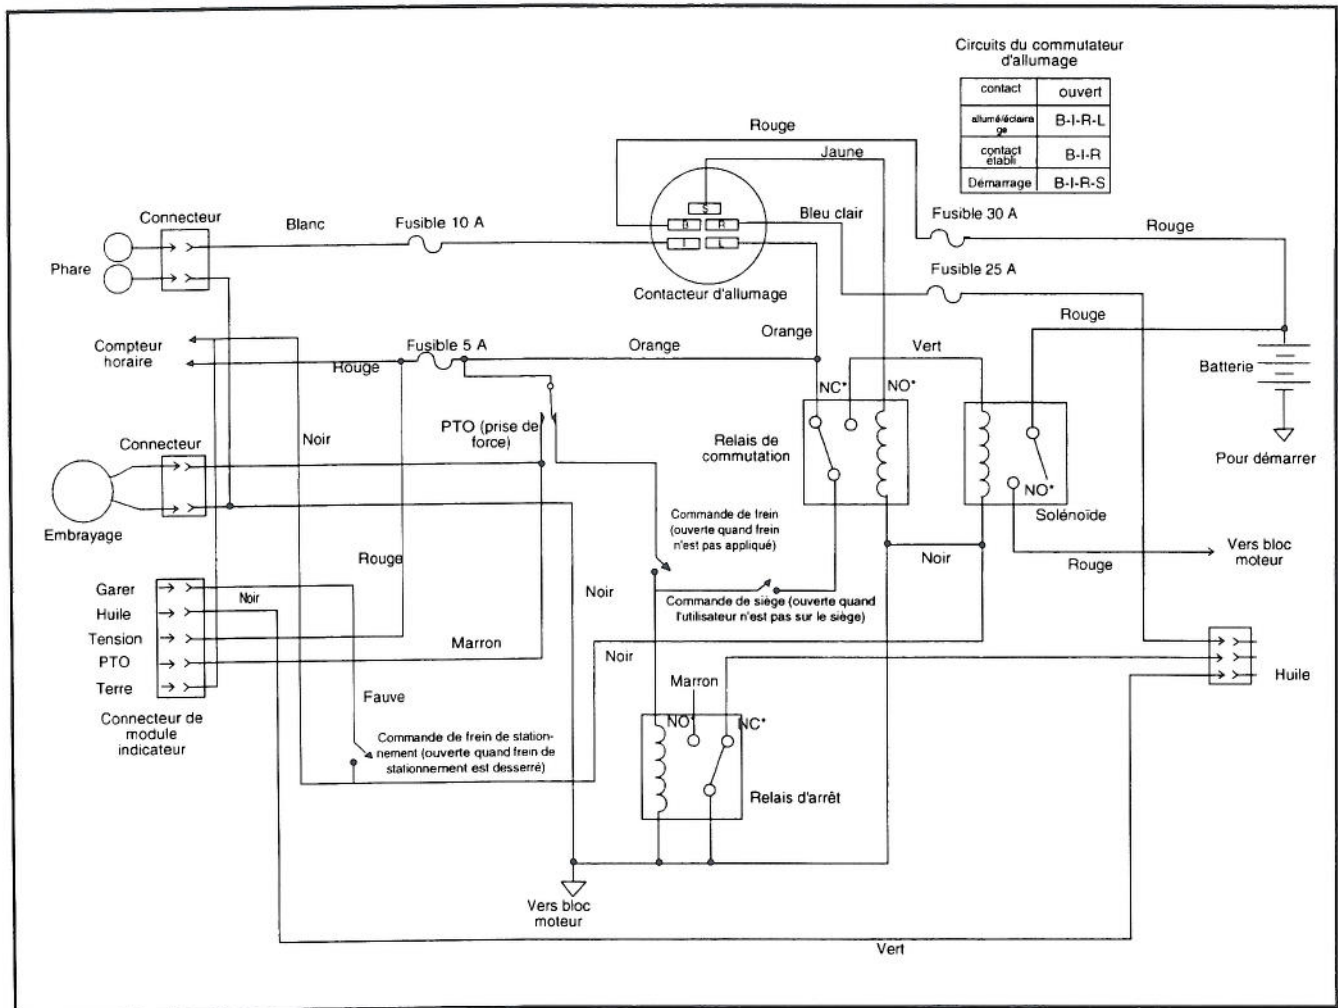 Circuits du commutateur
d'allumage
contact
ouvert
allumé/éclaira
ge
B-I-R-L
contact
établi
B-I-R
Démarrage
B-I-R-S
Rouge
Jaune
Connecteur
Blanc
Fusible 10 A
S
B
R
I
L
Bleu clair
Fusible 30 A
Rouge
Phare
Contacteur d'allumage
Fusible 25 A
Rouge
Orange
Compteur
horaire
Rouge
Fusible 5 A
Orange
Vert
Batterie
NC*
NO*
Noir
PTO (prise de
force)
Relais de
commutation
Connecteur
Pour démarrer
NO*
Solénoïde
Embrayage
Commande de frein
(ouverte quand frein
n'est pas appliqué)
Noir
Rouge
Vers bloc
moteur
Rouge
Garer
Noir
Huile
Tension
PTO
Terre
Noir
Commande de siège (ouverte quand
l'utilisateur n'est pas sur le siège)
Marron
Noir
Huile
Marron
Fauve
Connecteur de
module
indicateur
NO*
NC*
Commande de frein de station-
nement (ouverte quand frein de
stationnement est desserré)
Relais d'arrêt
Vers bloc
moteur
Vert